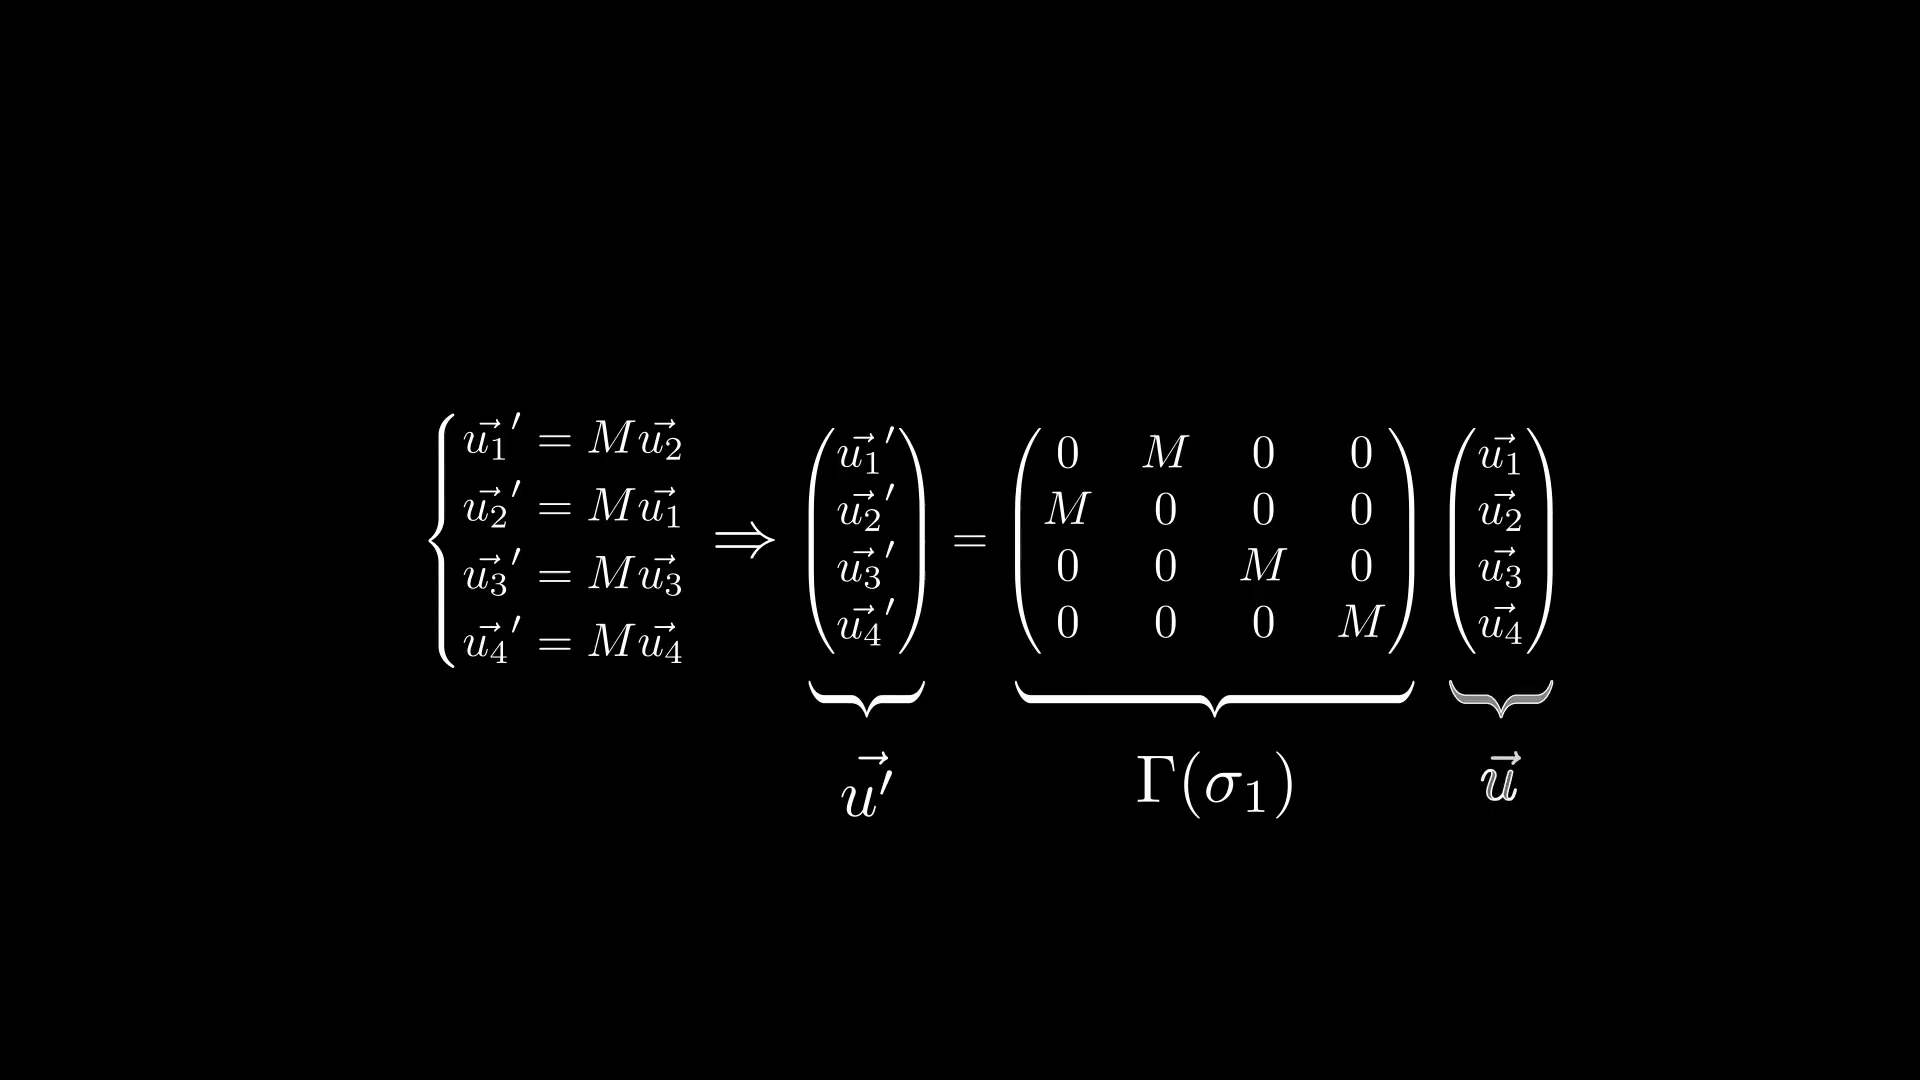 u⃗₁′ = Mu⃗₂
u⃗₂′ = Mu⃗₁
u⃗₃′ = Mu⃗₃
u⃗₄′ = Mu⃗₄
⇒
u⃗₁′
u⃗₂′
u⃗₃′
u⃗₄′
=
0 M 0 0
M 0 0 0
0 0 M 0
0 0 0 M
u⃗₁
u⃗₂
u⃗₃
u⃗₄
u⃗′
Γ(σ₁)
u⃗